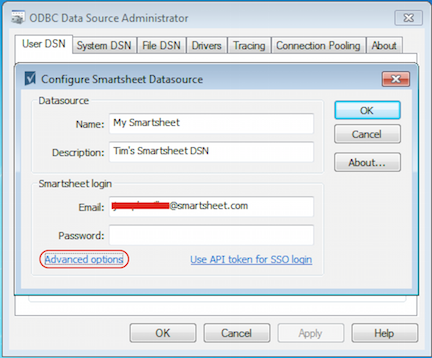 ODBC Data Source Administrator
User DSN System DSN File DSN Drivers Tracing Connection Pooling About
Configure Smartsheet Datasource
Datasource
Name: My Smartsheet
Description: Tim's Smartsheet DSN
OK
Cancel
About...
Smartsheet login
Email: @smartsheet.com
Password:
Advanced options Use API token for SSO login
OK Cancel Apply Help